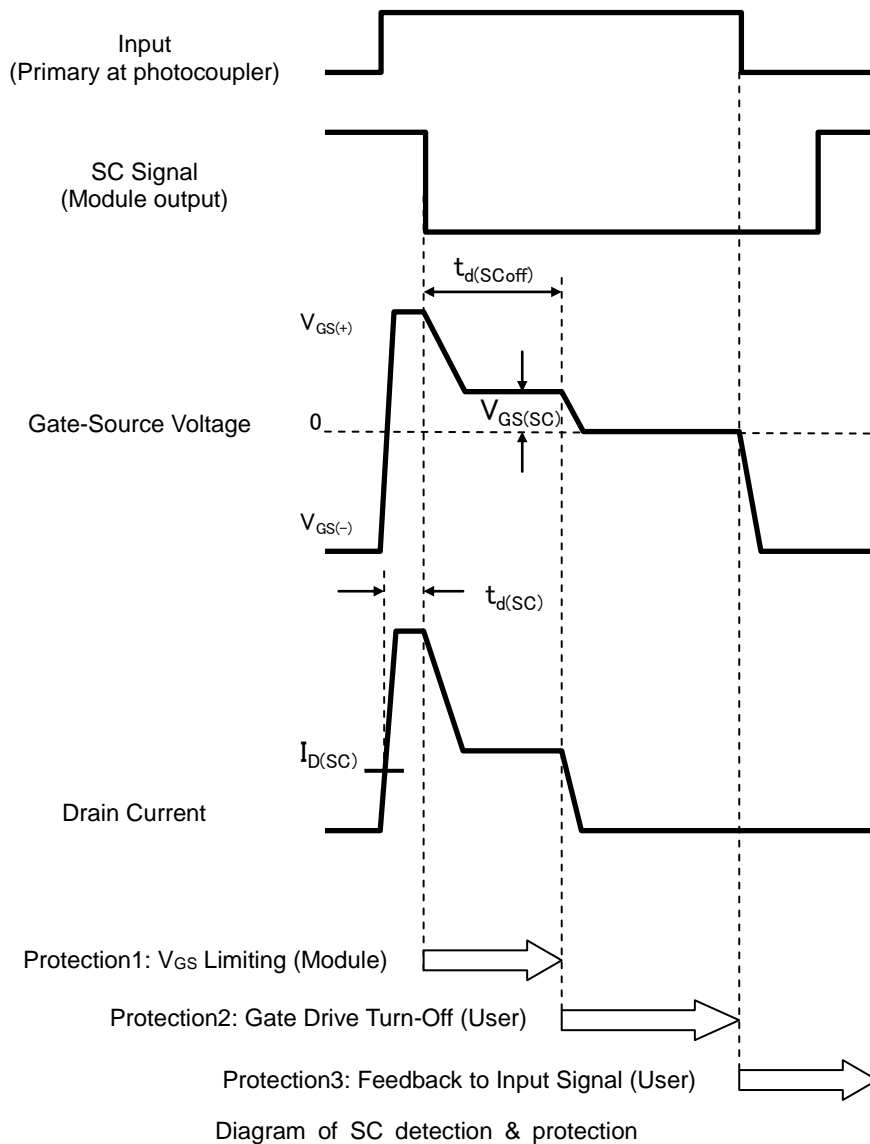 Input
(Primary at photocoupler)
SC Signal
(Module output)
td(SCoff)
VGS(+)
VGS(SC)
Gate-Source Voltage
0
VGS(−)
td(SC)
ID(SC)
Drain Current
Protection1: VGS Limiting (Module)
Protection2: Gate Drive Turn-Off (User)
Protection3: Feedback to Input Signal (User)
Diagram of SC detection & protection